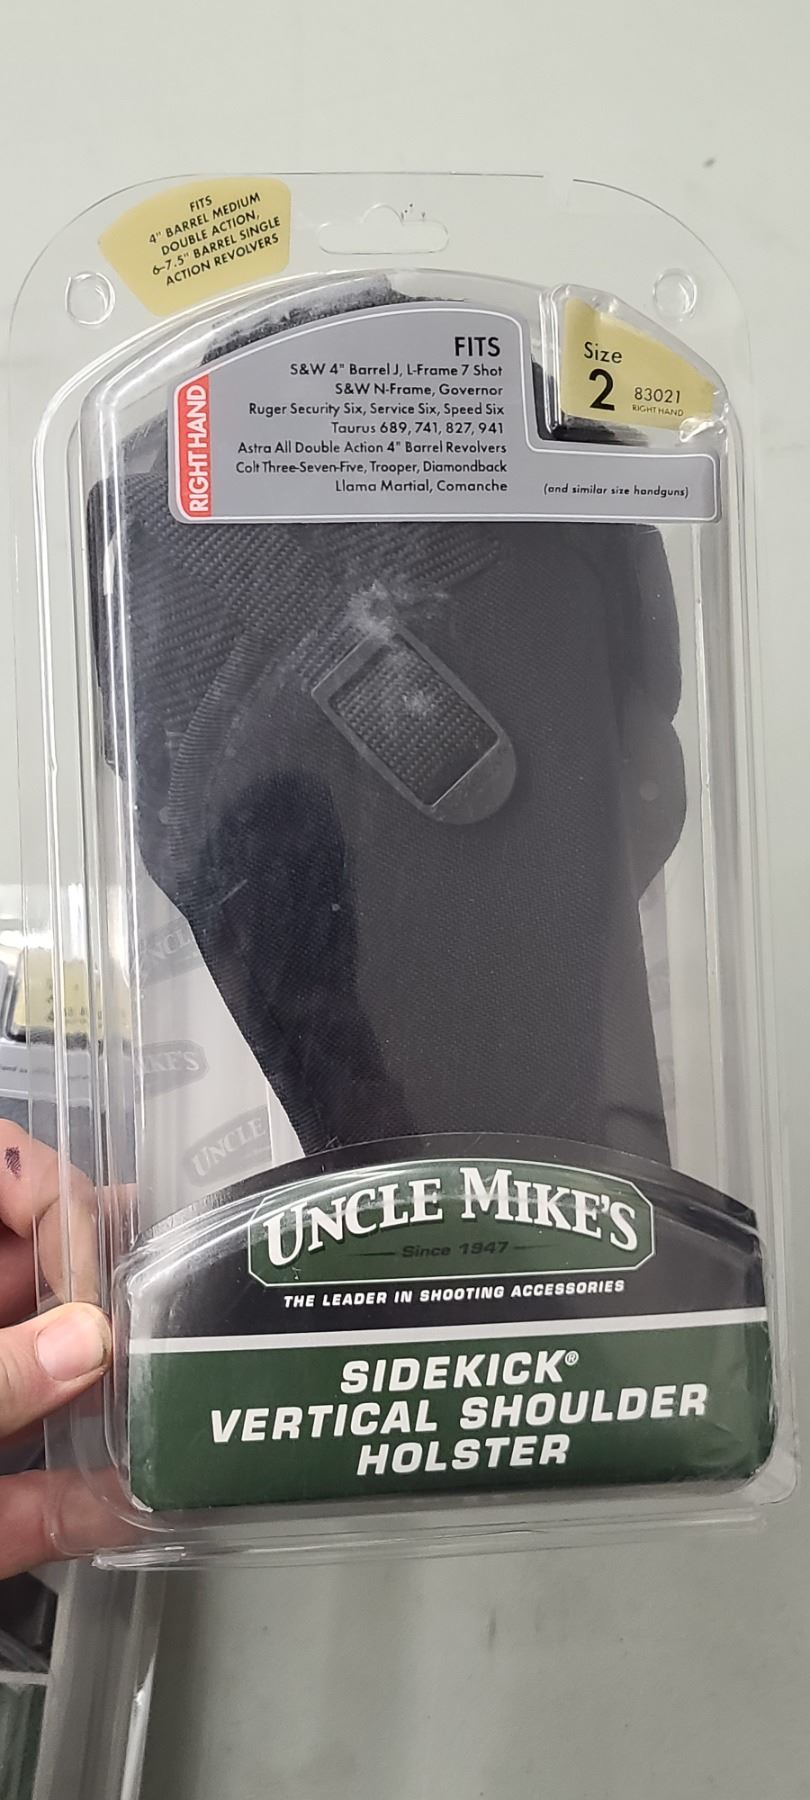 FITS
4" BARREL MEDIUM
DOUBLE ACTION,
6-7.5" BARREL SINGLE
ACTION REVOLVERS
FITS
S&W 4" Barrel J, L-Frame 7 Shot
S&W N-Frame, Governor
Ruger Security Six, Service Six, Speed Six
Taurus 689, 741, 827, 941
Astra All Double Action 4" Barrel Revolvers
Colt Three-Seven-Five, Trooper, Diamondback
Llama Martial, Comanche
(and similar size handguns)
RIGHT HAND
Size
2
83021
RIGHT HAND
UNCLE
UNCLE MIKE'S
Since 1947
THE LEADER IN SHOOTING ACCESSORIES
SIDEKICK®
VERTICAL SHOULDER
HOLSTER